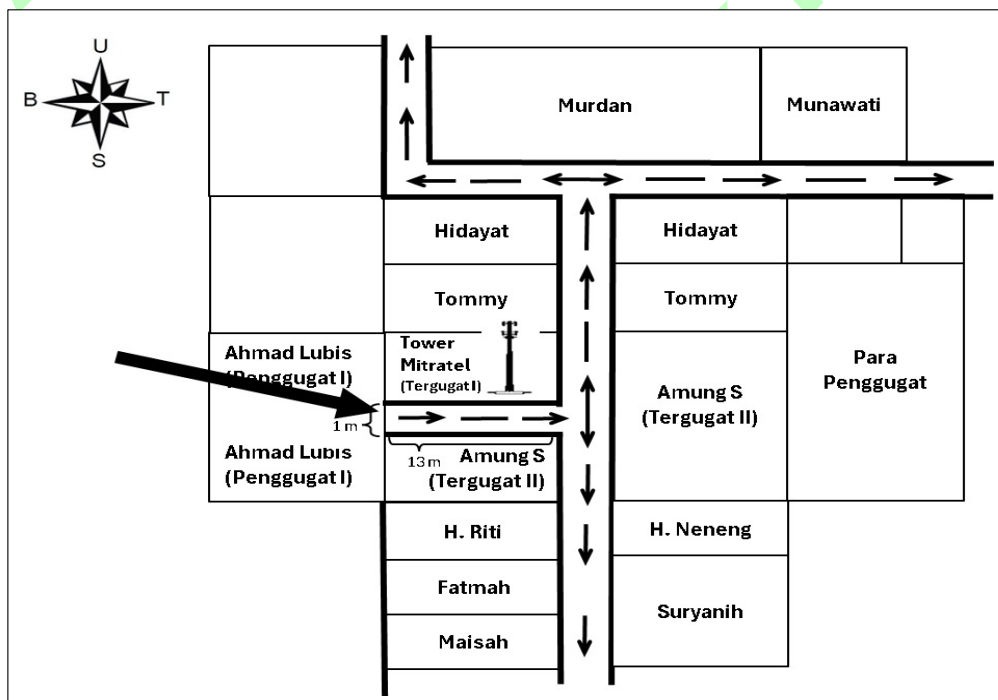 U
B
T
S
Murdan
Munawati
Hidayat
Hidayat
Tommy
Tommy
Tower
Mitratel
(Tergugat I)
Ahmad Lubis
(Penggugat I)
Para
Penggugat
Amung S
(Tergugat II)
1 m
13 m
Ahmad Lubis
(Penggugat I)
Amung S
(Tergugat II)
H. Riti
H. Neneng
Fatmah
Suryanih
Maisah